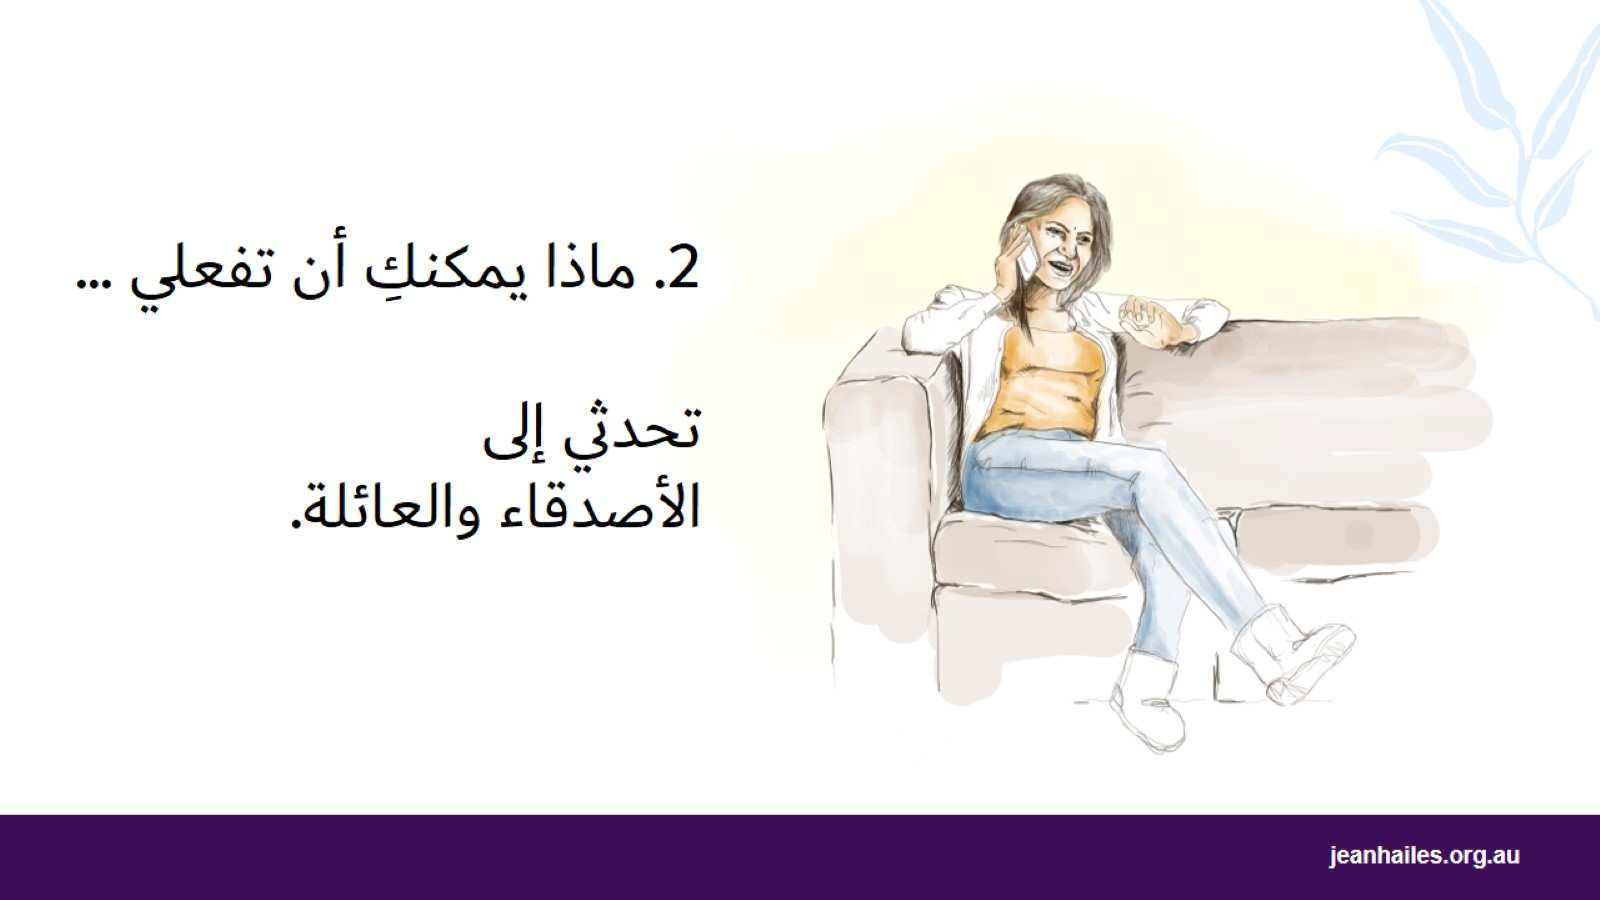 2. ماذا يمكنكِ أن تفعلي ...
تحدثي إلى
الأصدقاء والعائلة.
jeanhailes.org.au